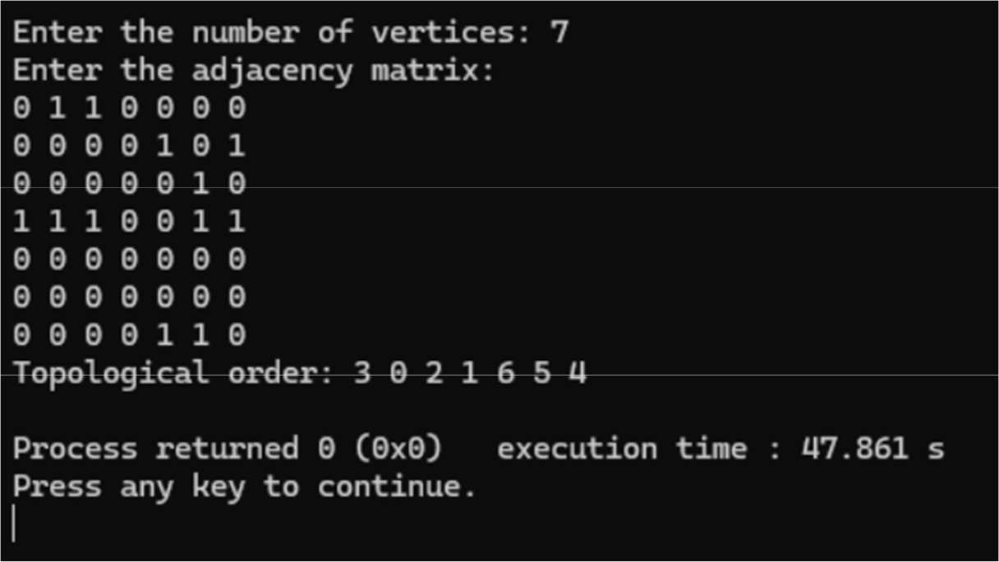 Enter the number of vertices: 7
Enter the adjacency matrix:
0 1 1 0 0 0 0
0 0 0 0 1 0 1
0 0 0 0 0 1 0
1 1 1 0 0 1 1
0 0 0 0 0 0 0
0 0 0 0 0 0 0
0 0 0 0 1 1 0
Topological order: 3 0 2 1 6 5 4
Process returned 0 (0x0)   execution time : 47.861 s
Press any key to continue.